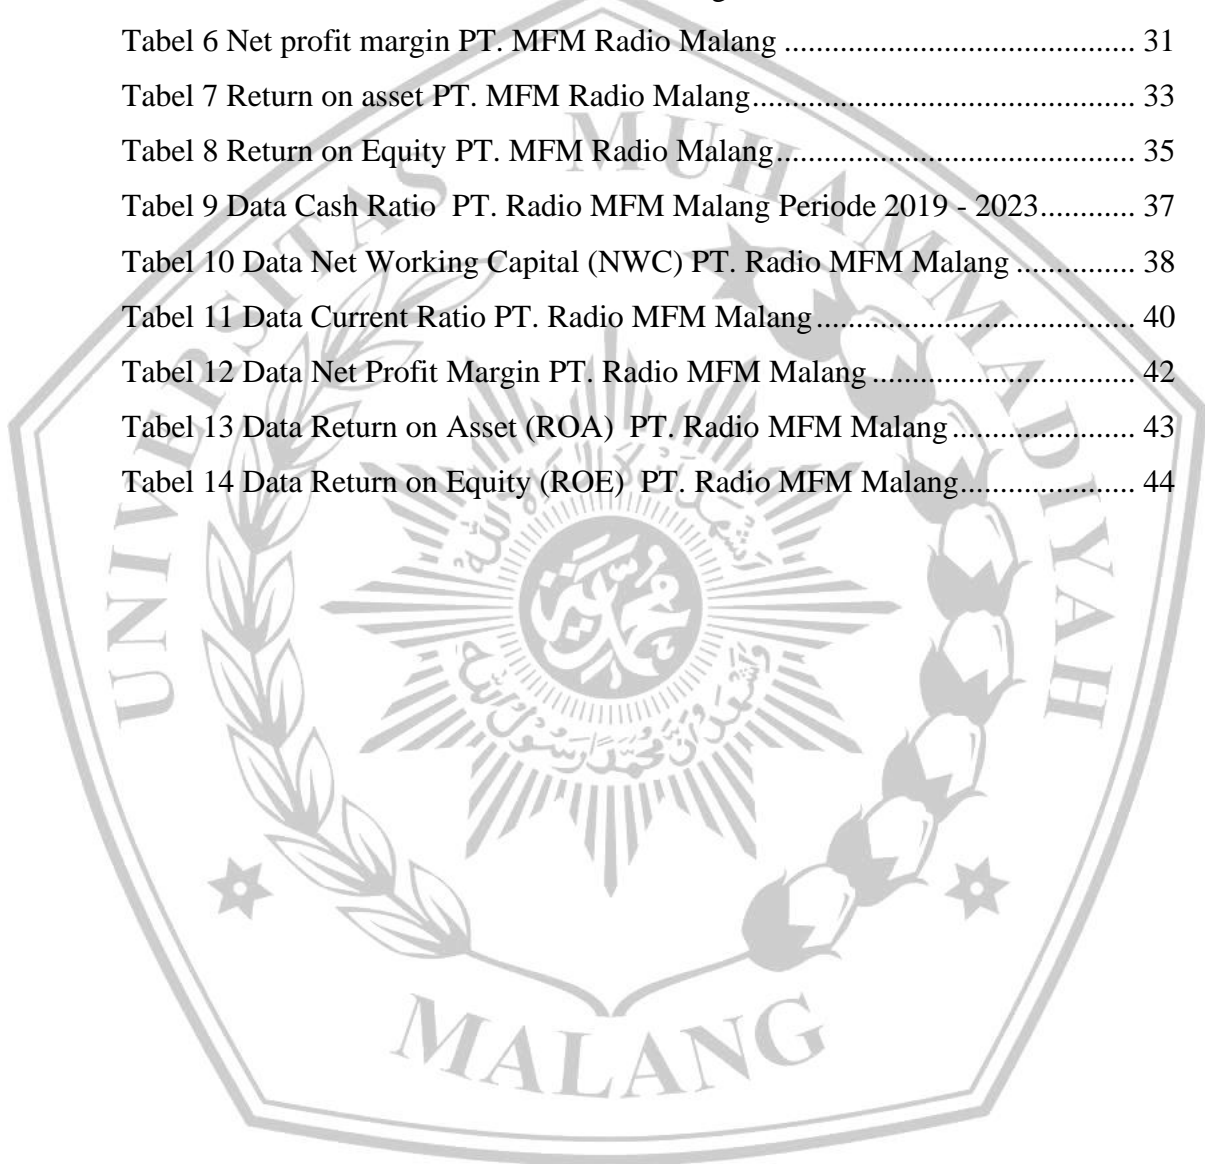 Tabel 6 Net profit margin PT. MFM Radio Malang ............................................ 31
Tabel 7 Return on asset PT. MFM Radio Malang................................................ 33
Tabel 8 Return on Equity PT. MFM Radio Malang............................................. 35
Tabel 9 Data Cash Ratio  PT. Radio MFM Malang Periode 2019 - 2023............ 37
Tabel 10 Data Net Working Capital (NWC) PT. Radio MFM Malang ............... 38
Tabel 11 Data Current Ratio PT. Radio MFM Malang........................................ 40
Tabel 12 Data Net Profit Margin PT. Radio MFM Malang ................................. 42
Tabel 13 Data Return on Asset (ROA)  PT. Radio MFM Malang....................... 43
Tabel 14 Data Return on Equity (ROE)  PT. Radio MFM Malang...................... 44
UNIVERSITAS MUHAMMADIYAH
MALANG